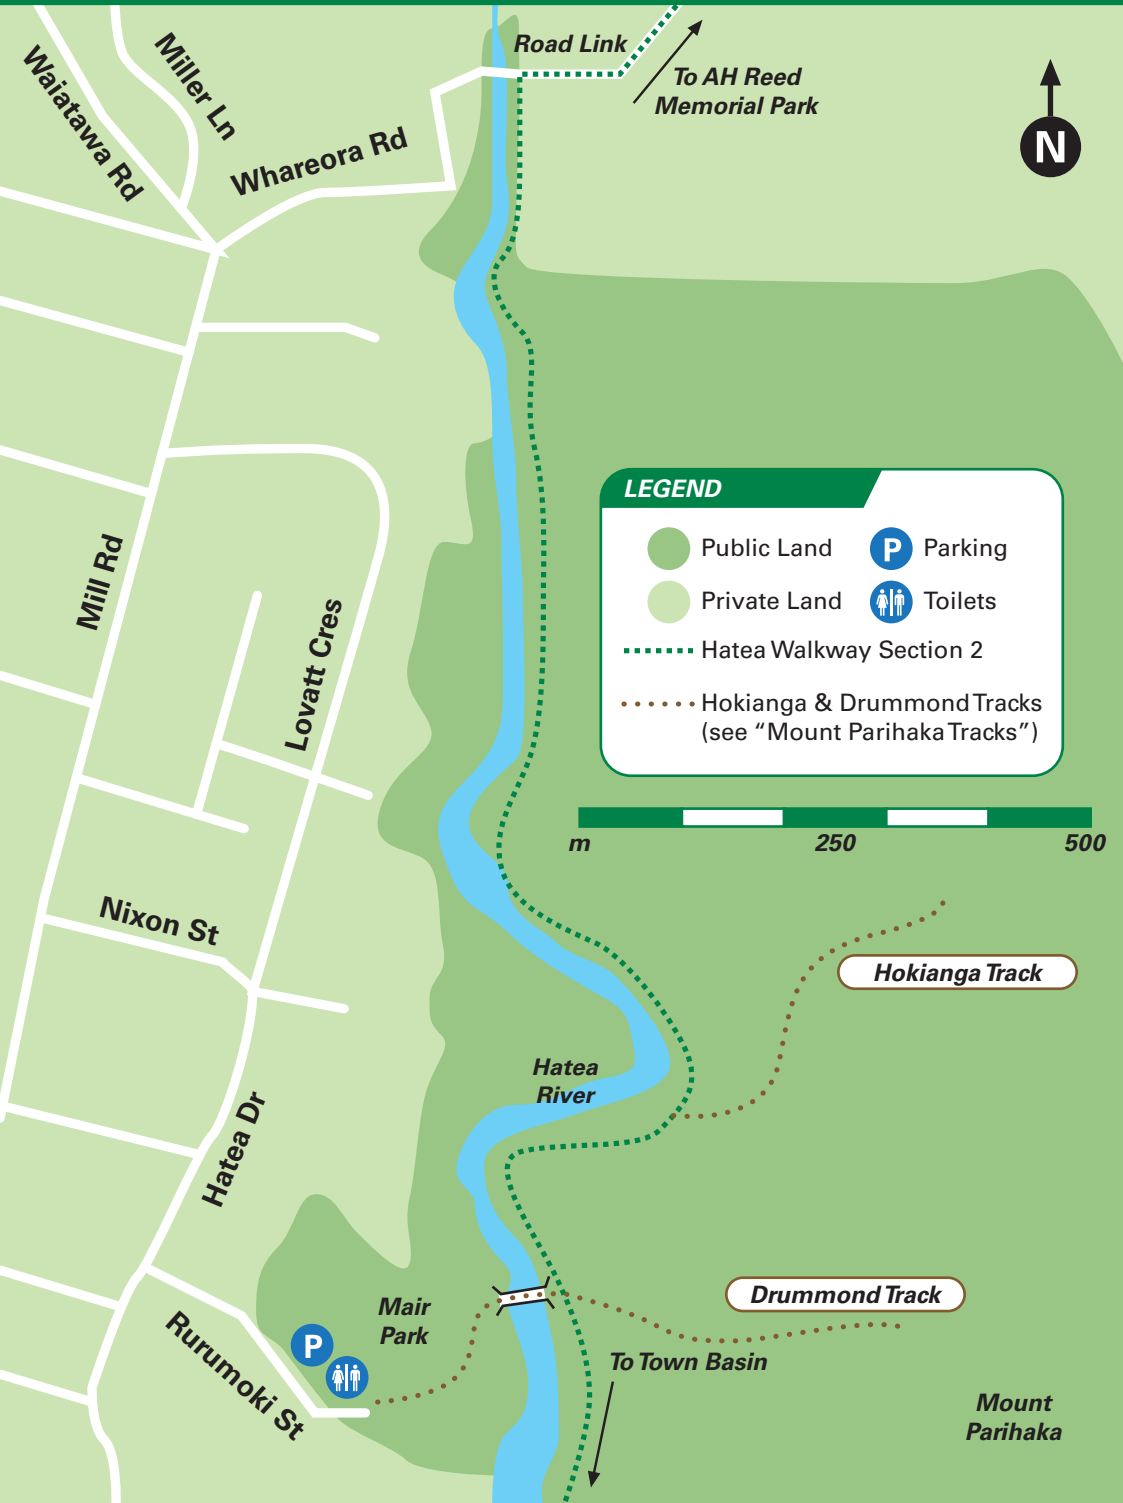 Road Link
To AH Reed
Memorial Park
N
Miller Ln
Waiatawa Rd
Whareora Rd
LEGEND
Public Land
P Parking
Private Land
Toilets
Hatea Walkway Section 2
Hokianga & Drummond Tracks
(see “Mount Parihaka Tracks”)
Mill Rd
Lovatt Cres
m 250 500
Nixon St
Hokianga Track
Hatea
River
Hatea Dr
Drummond Track
Mair
Park
P
Rurumoki St
To Town Basin
Mount
Parihaka